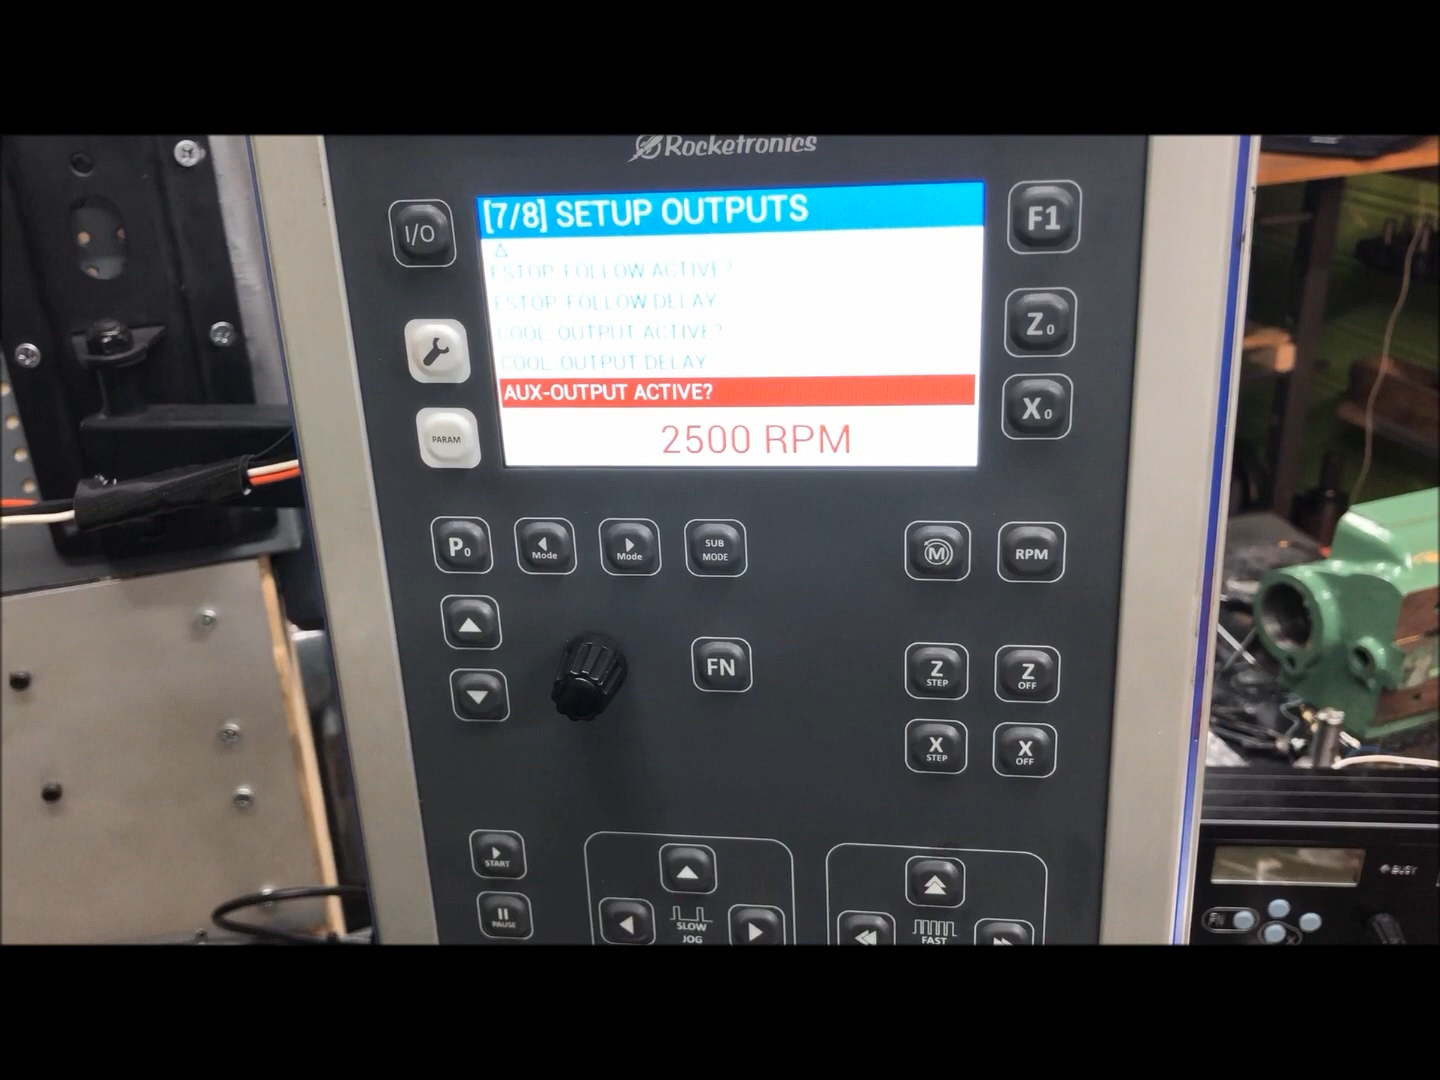 Rocketronics
I/O
[7/8] SETUP OUTPUTS
F1
ESTOP FOLLOW ACTIVE?
ESTOP FOLLOW DELAY
COOL OUTPUT ACTIVE?
COOL OUTPUT DELAY
AUX-OUTPUT ACTIVE?
2500 RPM
Z0
X0
PARAM
P0
Mode
Mode
SUB
MODE
M
RPM
FN
Z
STEP
Z
OFF
X
STEP
X
OFF
START
PAUSE
SLOW
JOG
FAST
BUSY
FN